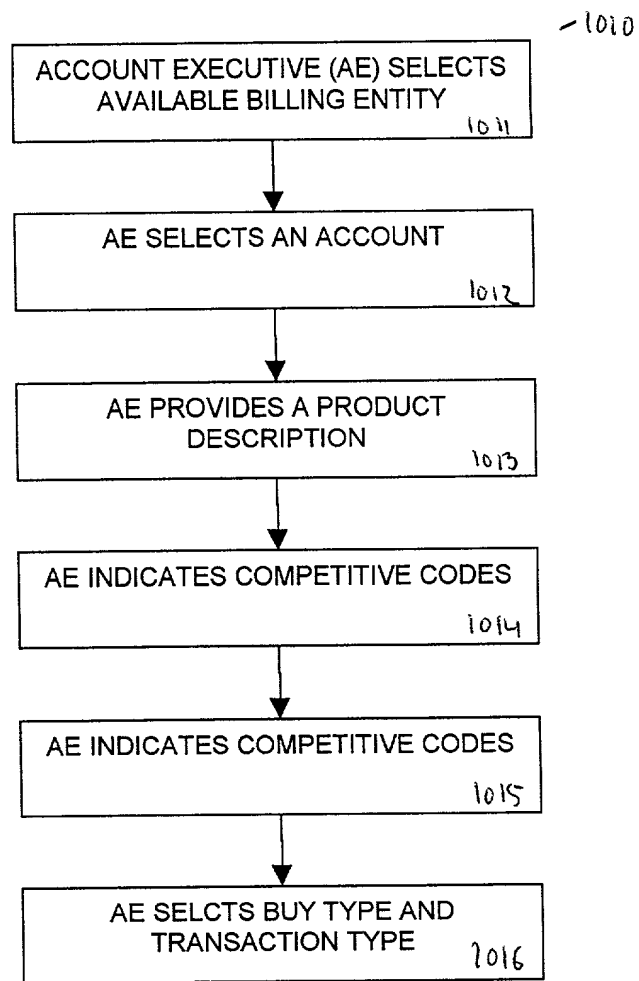 1010
ACCOUNT EXECUTIVE (AE) SELECTS
AVAILABLE BILLING ENTITY
1011
AE SELECTS AN ACCOUNT
1012
AE PROVIDES A PRODUCT
DESCRIPTION
1013
AE INDICATES COMPETITIVE CODES
1014
AE INDICATES COMPETITIVE CODES
1015
AE SELCTS BUY TYPE AND
TRANSACTION TYPE
1016